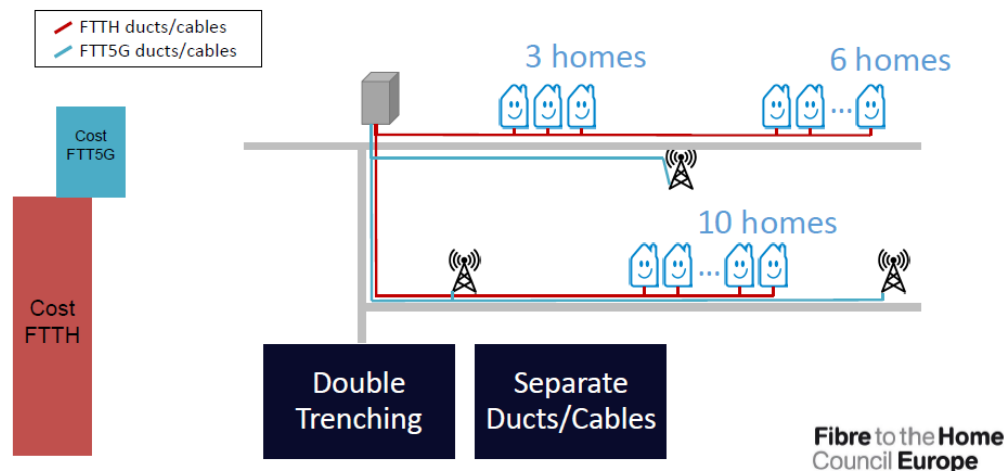 FTTH ducts/cables
FTT5G ducts/cables
3 homes
6 homes
Cost
FTT5G
10 homes
Cost
FTTH
Double
Trenching
Separate
Ducts/Cables
Fibre to the Home
Council Europe